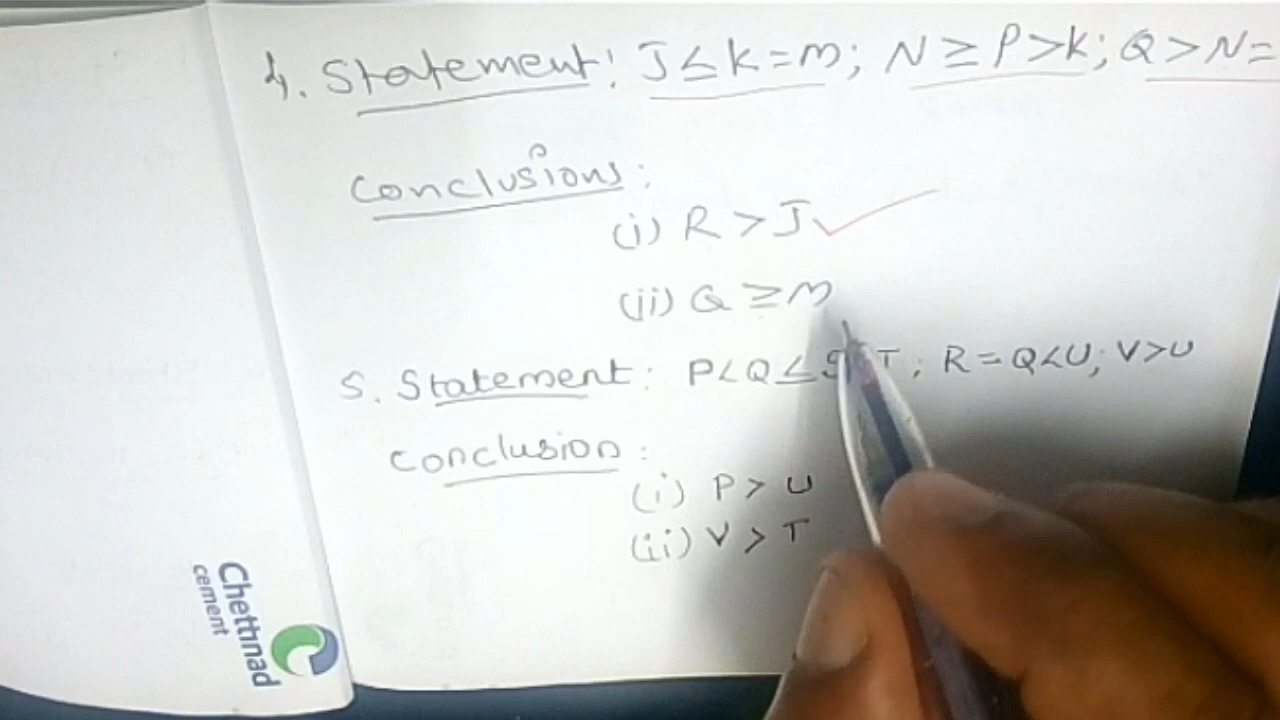 4. Statement: J≤K=M; N≥P>K; Q>N=
Conclusions:
(i) R>J✓
(ii) Q≥M
5. Statement: P<Q≤S T; R=Q<U; V>U
Conclusion:
(i) P>U
(ii) V>T
Chettinad
cement